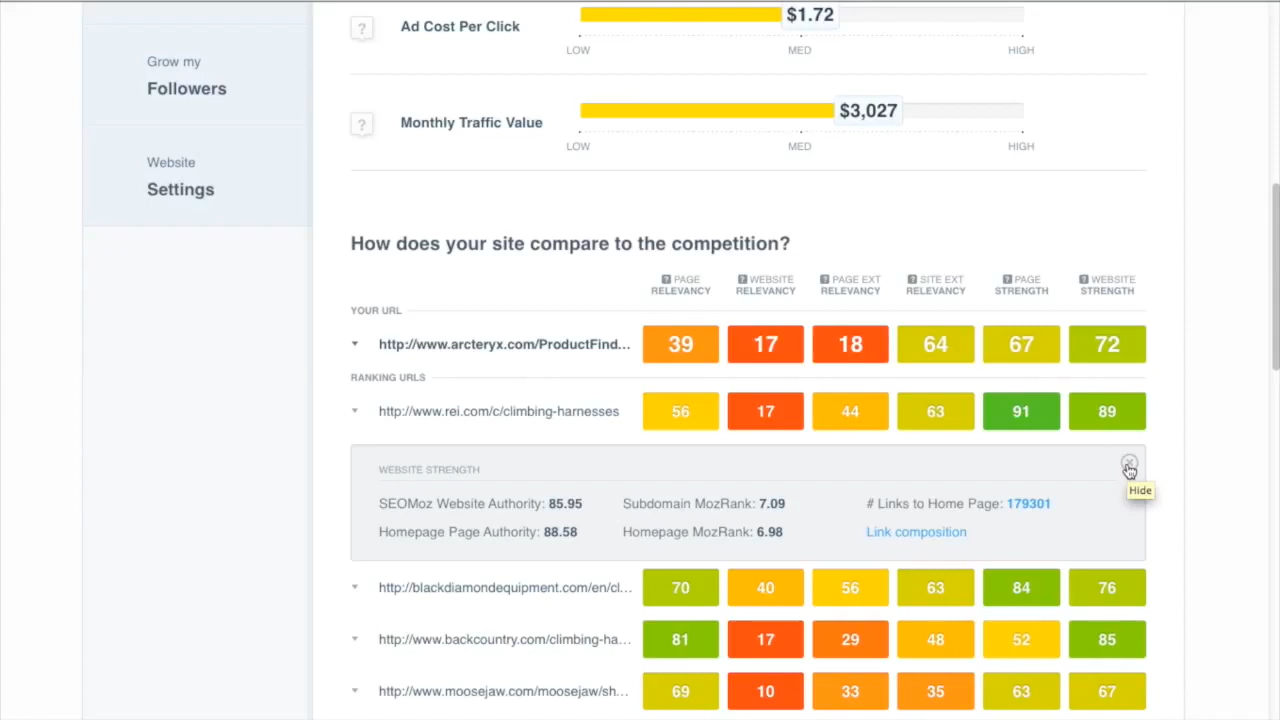 Grow my
Followers
Website
Settings
? Ad Cost Per Click $1.72
LOW MED HIGH
? Monthly Traffic Value $3,027
LOW MED HIGH
How does your site compare to the competition?
? PAGE RELEVANCY ? WEBSITE RELEVANCY ? PAGE EXT RELEVANCY ? SITE EXT RELEVANCY ? PAGE STRENGTH ? WEBSITE STRENGTH
YOUR URL
http://www.arcteryx.com/ProductFind... 39 17 18 64 67 72
RANKING URLS
http://www.rei.com/c/climbing-harnesses 56 17 44 63 91 89
WEBSITE STRENGTH
Hide
SEOMoz Website Authority: 85.95 Subdomain MozRank: 7.09 # Links to Home Page: 179301
Homepage Page Authority: 88.58 Homepage MozRank: 6.98 Link composition
http://blackdiamondequipment.com/en/cl... 70 40 56 63 84 76
http://www.backcountry.com/climbing-ha... 81 17 29 48 52 85
http://www.moosejaw.com/moosejaw/sh... 69 10 33 35 63 67